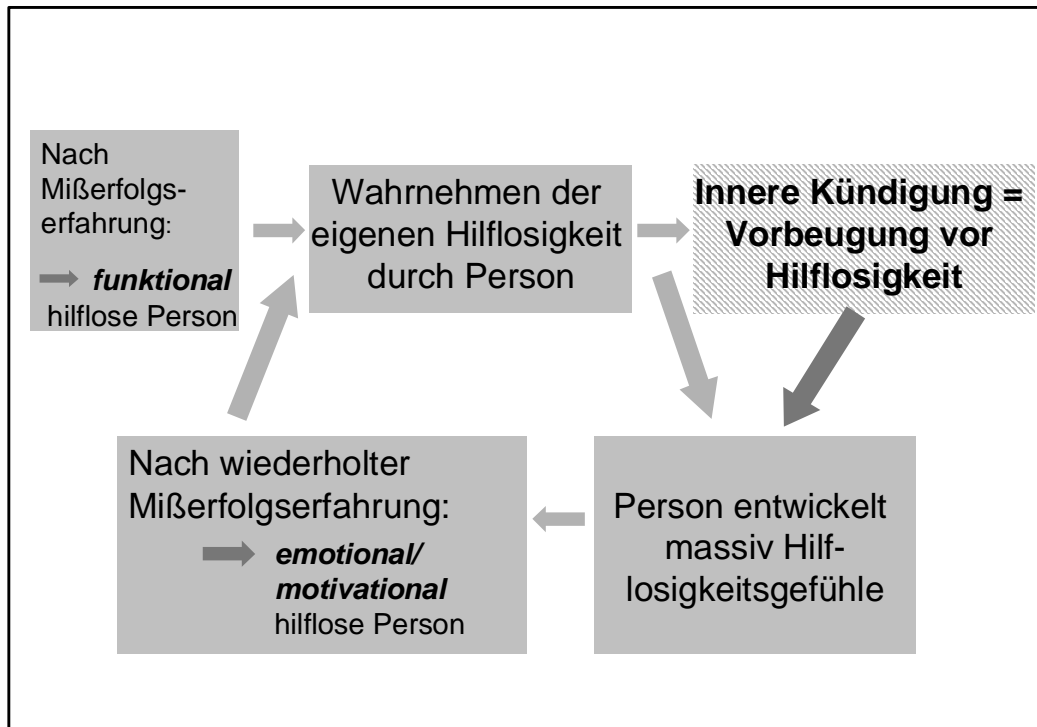 Nach
Mißerfolgs-
erfahrung:
funktional
hilflose Person
Wahrnehmen der
eigenen Hilflosigkeit
durch Person
Innere Kündigung =
Vorbeugung vor
Hilflosigkeit
Nach wiederholter
Mißerfolgserfahrung:
emotional/
motivational
hilflose Person
Person entwickelt
massiv Hilf-
losigkeitsgefühle